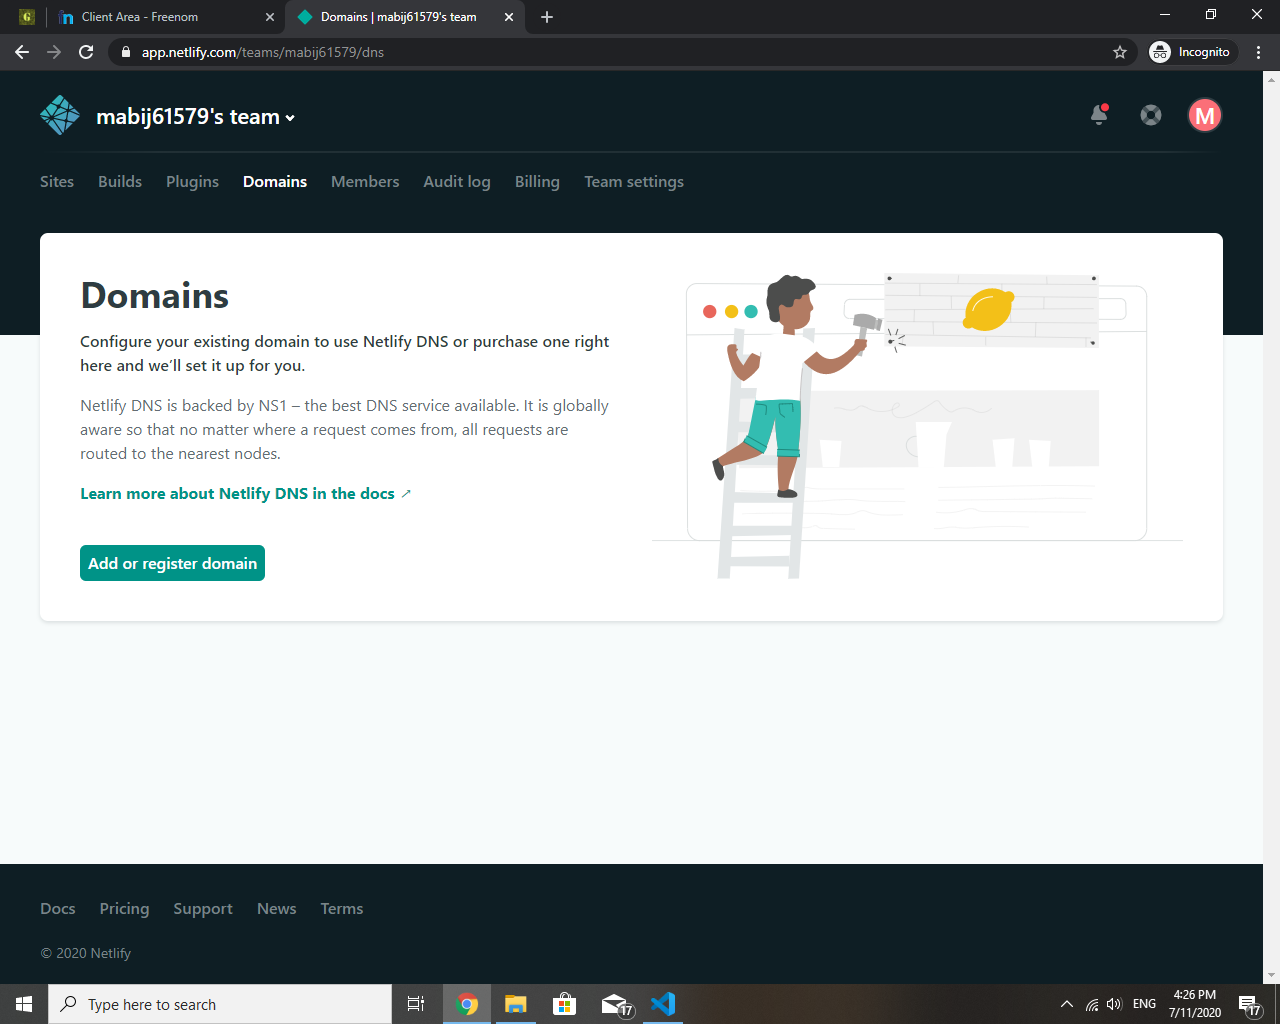 G
Client Area - Freenom
Domains | mabij61579's team
app.netlify.com/teams/mabij61579/dns
Incognito
mabij61579's team
M
Sites Builds Plugins Domains Members Audit log Billing Team settings
Domains
Configure your existing domain to use Netlify DNS or purchase one right
here and we’ll set it up for you.
Netlify DNS is backed by NS1 – the best DNS service available. It is globally
aware so that no matter where a request comes from, all requests are
routed to the nearest nodes.
Learn more about Netlify DNS in the docs ↗
Add or register domain
Docs Pricing Support News Terms
© 2020 Netlify
Type here to search
17
ENG
4:26 PM
7/11/2020
17